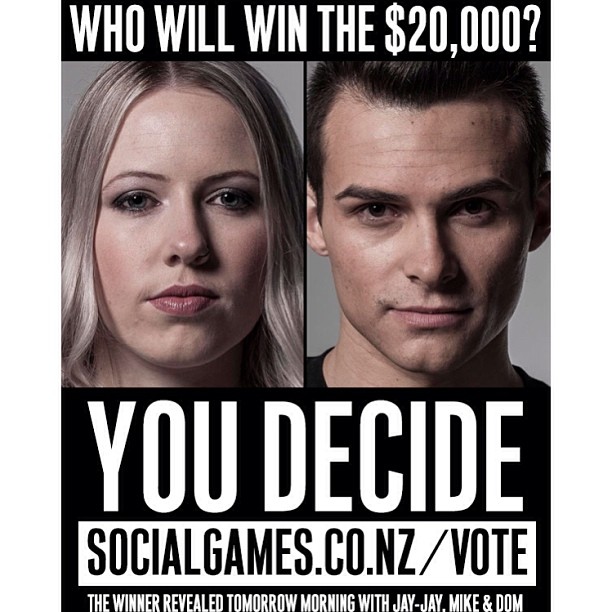 WHO WILL WIN THE $20,000?
YOU DECIDE
SOCIALGAMES.CO.NZ/VOTE
THE WINNER REVEALED TOMORROW MORNING WITH JAY-JAY, MIKE & DOM